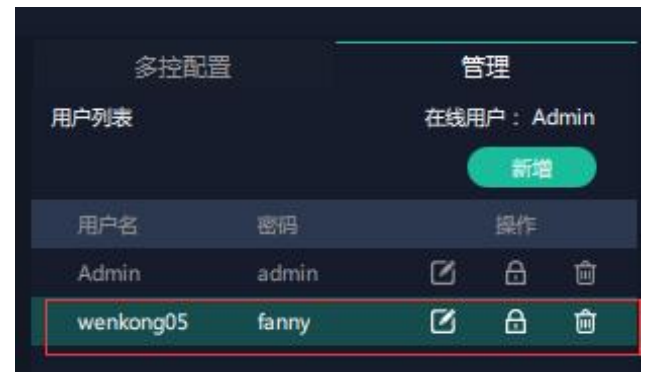 多控配置 管理
用户列表 在线用户：Admin
新增
用户名 密码 操作
Admin admin
wenkong05 fanny